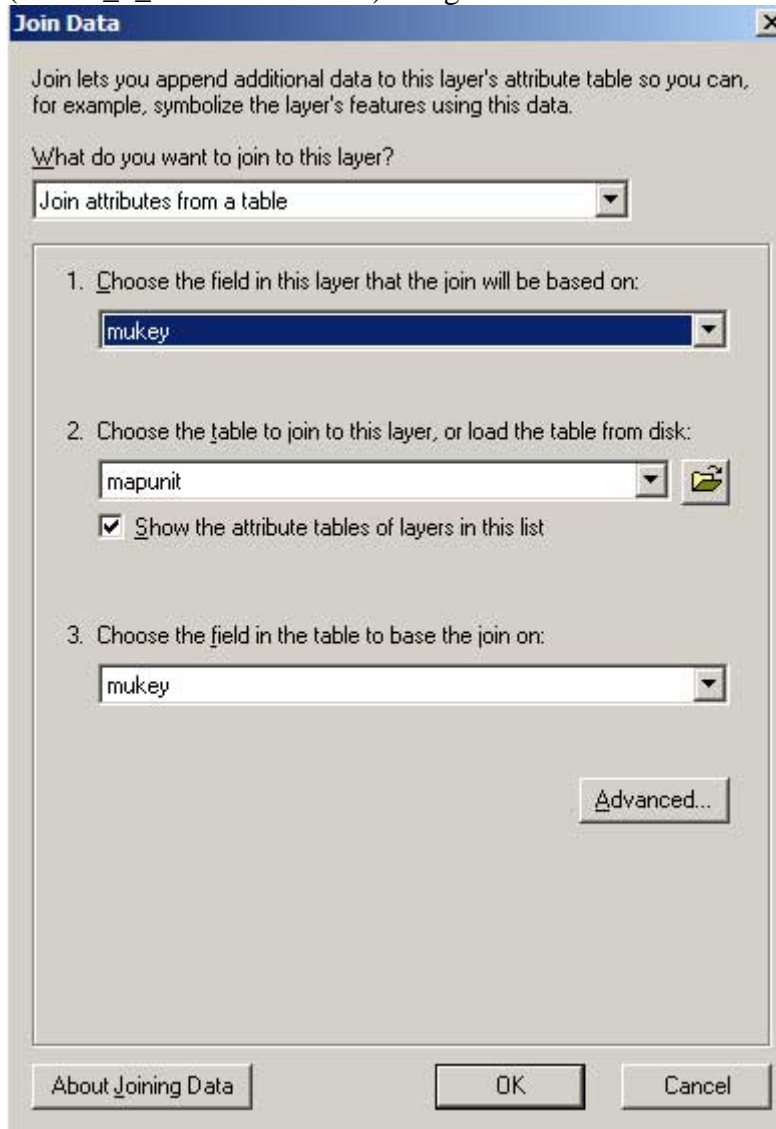 Join Data
Join lets you append additional data to this layer's attribute table so you can,
for example, symbolize the layer's features using this data.
What do you want to join to this layer?
Join attributes from a table
1. Choose the field in this layer that the join will be based on:
mukey
2. Choose the table to join to this layer, or load the table from disk:
mapunit
Show the attribute tables of layers in this list
3. Choose the field in the table to base the join on:
mukey
Advanced...
About Joining Data OK Cancel